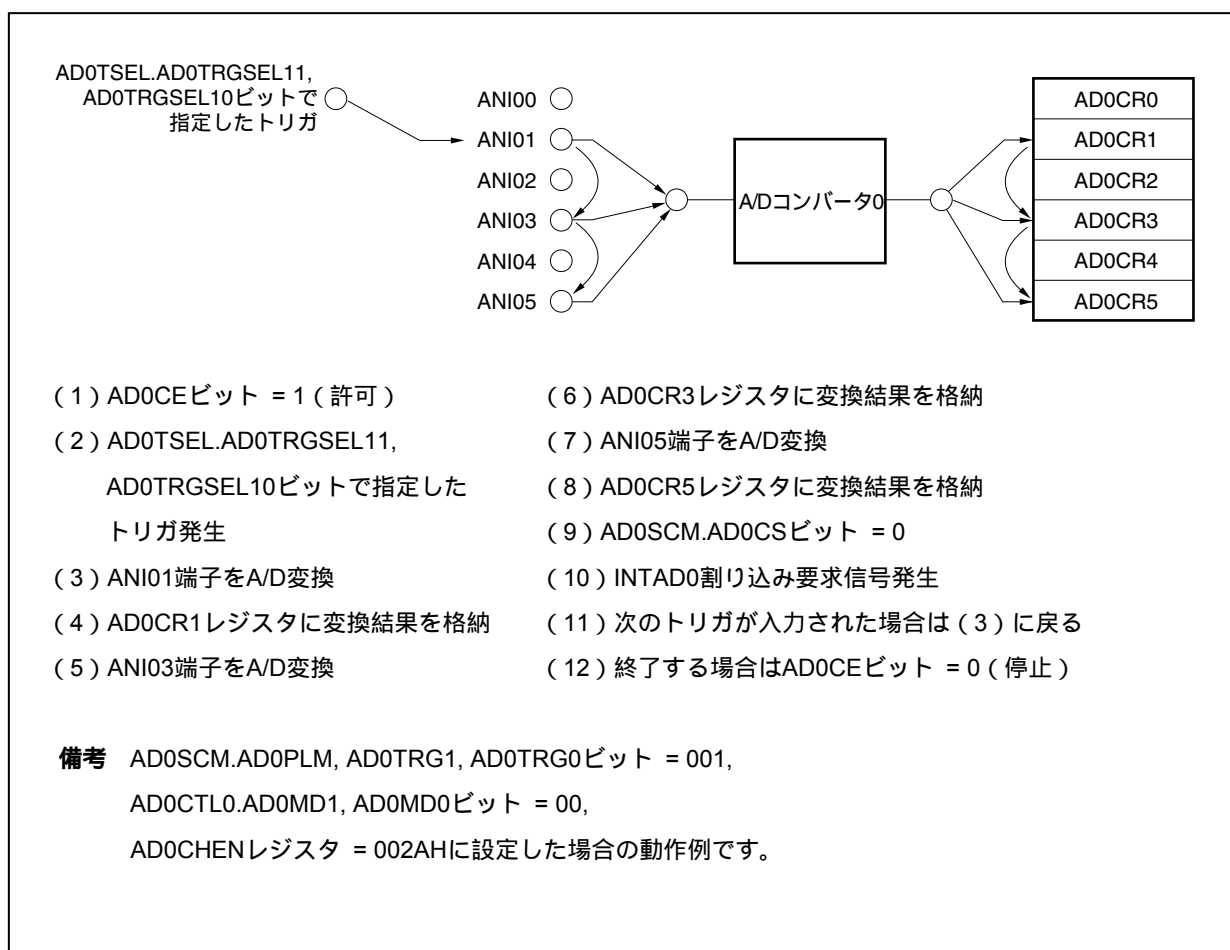 AD0TSEL.AD0TRGSEL11,
AD0TRGSEL10ビットで
指定したトリガ
ANI00
ANI01
ANI02
ANI03
ANI04
ANI05
A/Dコンバータ0
AD0CR0
AD0CR1
AD0CR2
AD0CR3
AD0CR4
AD0CR5
(1)AD0CEビット = 1(許可)
(2)AD0TSEL.AD0TRGSEL11,
AD0TRGSEL10ビットで指定した
トリガ発生
(3)ANI01端子をA/D変換
(4)AD0CR1レジスタに変換結果を格納
(5)ANI03端子をA/D変換
(6)AD0CR3レジスタに変換結果を格納
(7)ANI05端子をA/D変換
(8)AD0CR5レジスタに変換結果を格納
(9)AD0SCM.AD0CSビット = 0
(10)INTAD0割り込み要求信号発生
(11)次のトリガが入力された場合は(3)に戻る
(12)終了する場合はAD0CEビット = 0(停止)
備考 AD0SCM.AD0PLM, AD0TRG1, AD0TRG0ビット = 001,
AD0CTL0.AD0MD1, AD0MD0ビット = 00,
AD0CHENレジスタ = 002AHに設定した場合の動作例です。